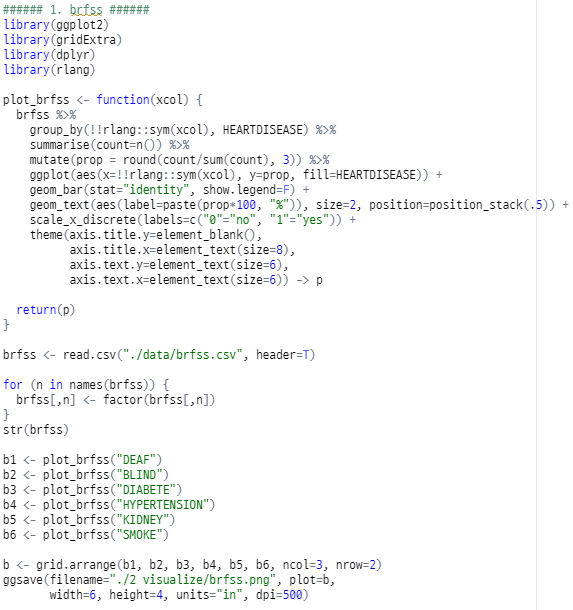 ###### 1. brfss ######
library(ggplot2)
library(gridExtra)
library(dplyr)
library(rlang)

plot_brfss <- function(xcol) {
  brfss %>%
    group_by(!!rlang::sym(xcol), HEARTDISEASE) %>%
    summarise(count=n()) %>%
    mutate(prop = round(count/sum(count), 3)) %>%
    ggplot(aes(x=!!rlang::sym(xcol), y=prop, fill=HEARTDISEASE)) +
    geom_bar(stat="identity", show.legend=F) +
    geom_text(aes(label=paste(prop*100, "%")), size=2, position=position_stack(.5)) +
    scale_x_discrete(labels=c("0"="no", "1"="yes")) +
    theme(axis.title.y=element_blank(),
          axis.title.x=element_text(size=8),
          axis.text.y=element_text(size=6),
          axis.text.x=element_text(size=6)) -> p

  return(p)
}

brfss <- read.csv("./data/brfss.csv", header=T)

for (n in names(brfss)) {
  brfss[,n] <- factor(brfss[,n])
}
str(brfss)

b1 <- plot_brfss("DEAF")
b2 <- plot_brfss("BLIND")
b3 <- plot_brfss("DIABETE")
b4 <- plot_brfss("HYPERTENSION")
b5 <- plot_brfss("KIDNEY")
b6 <- plot_brfss("SMOKE")

b <- grid.arrange(b1, b2, b3, b4, b5, b6, ncol=3, nrow=2)
ggsave(filename="./2 visualize/brfss.png", plot=b,
       width=6, height=4, units="in", dpi=500)